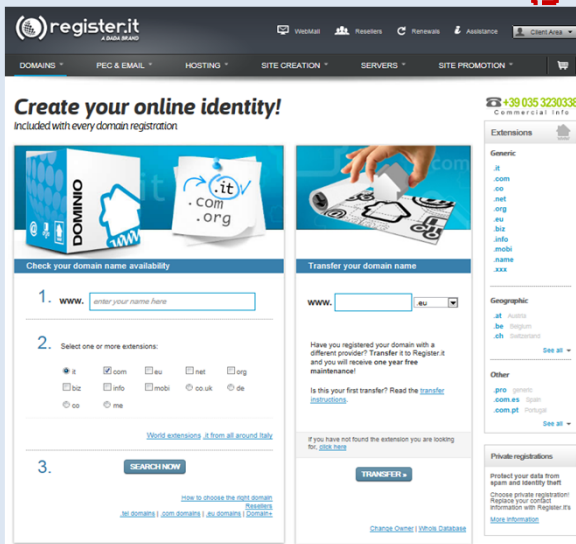 register.it
A DADA BRAND
WebMail
Resellers
Renewals
Assistance
Client Area
DOMAINS
PEC & EMAIL
HOSTING
SITE CREATION
SERVERS
SITE PROMOTION
Create your online identity!
Included with every domain registration
+39 035 3230338
Commercial Info
DOMINIO
.it
.com
.org
.com
Check your domain name availability
1. www. enter your name here
2. Select one or more extensions:
it com eu net org
biz info mobi co.uk de
co me
World extensions, it from all around Italy
3. SEARCH NOW
How to choose the right domain
Resellers
.tel domains | .com domains | .eu domains | Domain+
Transfer your domain name
www. .eu
Have you registered your domain with a
different provider? Transfer it to Register.it
and you will receive one year free
maintenance!
Is this your first transfer? Read the transfer
instructions.
If you have not found the extension you are looking
for, click here
TRANSFER »
Change Owner | Whois Database
Extensions
Generic
.it
.com
.co
.net
.org
.eu
.biz
.info
.mobi
.name
.xxx
Geographic
.at Austria
.be Belgium
.ch Switzerland
See all
Other
.pro generic
.com.es Spain
.com.pt Portugal
See all
Private registrations
Protect your data from
spam and identity theft
Choose private registration!
Replace your contact
information with Register.it's
More information